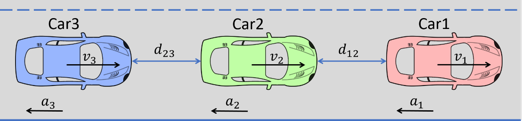 Car3 Car2 Car1
v₃ d₂₃ v₂ d₁₂ v₁
a₃ a₂ a₁